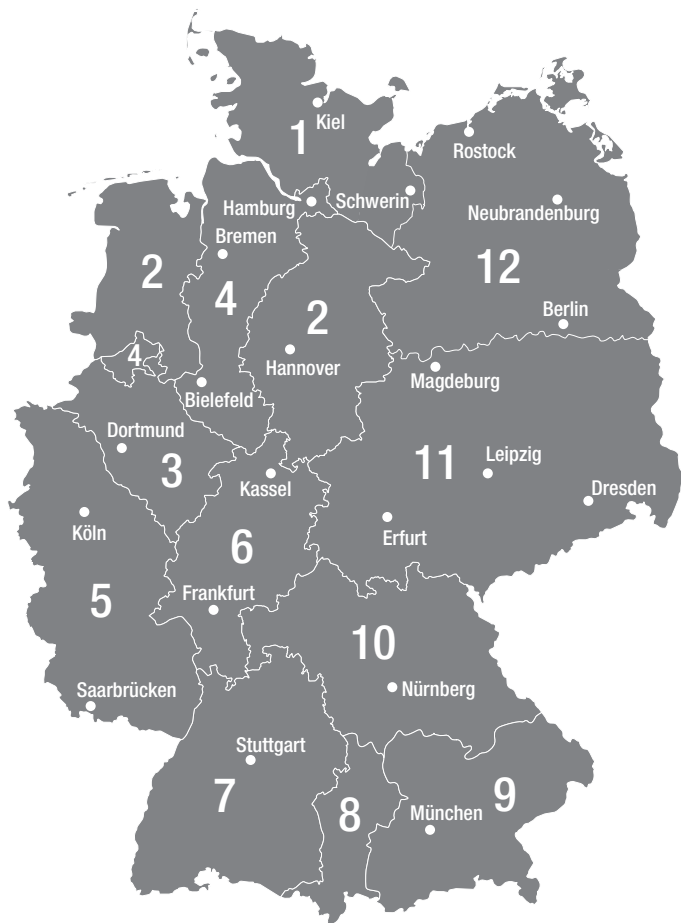 1
Kiel
Rostock
Hamburg
Schwerin
Neubrandenburg
Bremen
2
4
2
12
Berlin
4
Hannover
Bielefeld
Magdeburg
Dortmund
3
Kassel
11
Leipzig
Dresden
Köln
6
Erfurt
5
Frankfurt
10
Saarbrücken
Nürnberg
Stuttgart
7
8
9
München